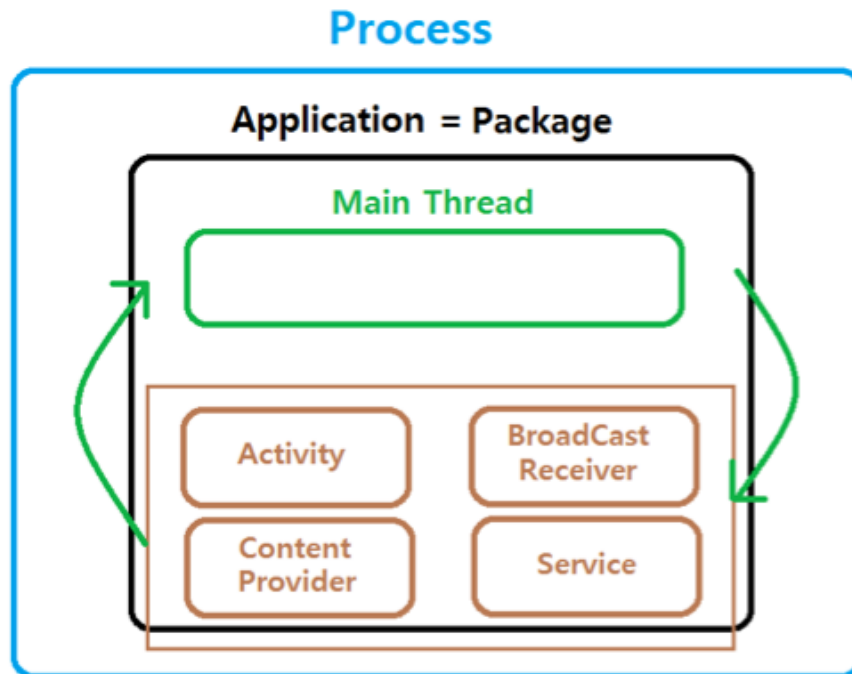 Process
Application = Package
Main Thread
Activity
BroadCast
Receiver
Content
Provider
Service